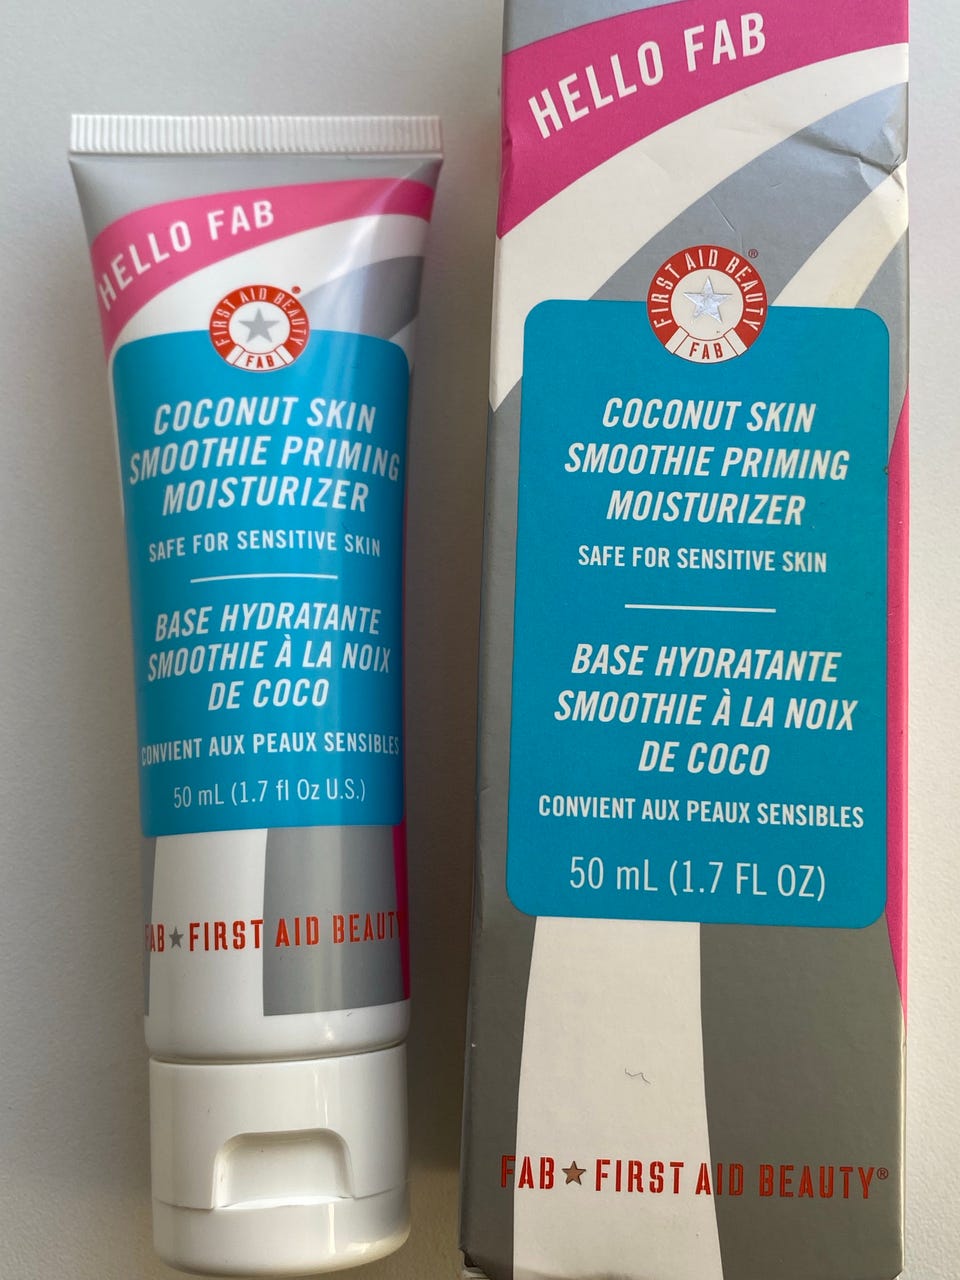 HELLO FAB
FIRST AID BEAUTY®
FAB
COCONUT SKIN
SMOOTHIE PRIMING
MOISTURIZER
SAFE FOR SENSITIVE SKIN
BASE HYDRATANTE
SMOOTHIE À LA NOIX
DE COCO
CONVIENT AUX PEAUX SENSIBLES
50 mL (1.7 fl Oz U.S.)
FAB★FIRST AID BEAUTY
HELLO FAB
FIRST AID BEAUTY®
FAB
COCONUT SKIN
SMOOTHIE PRIMING
MOISTURIZER
SAFE FOR SENSITIVE SKIN
BASE HYDRATANTE
SMOOTHIE À LA NOIX
DE COCO
CONVIENT AUX PEAUX SENSIBLES
50 mL (1.7 FL OZ)
FAB★FIRST AID BEAUTY®